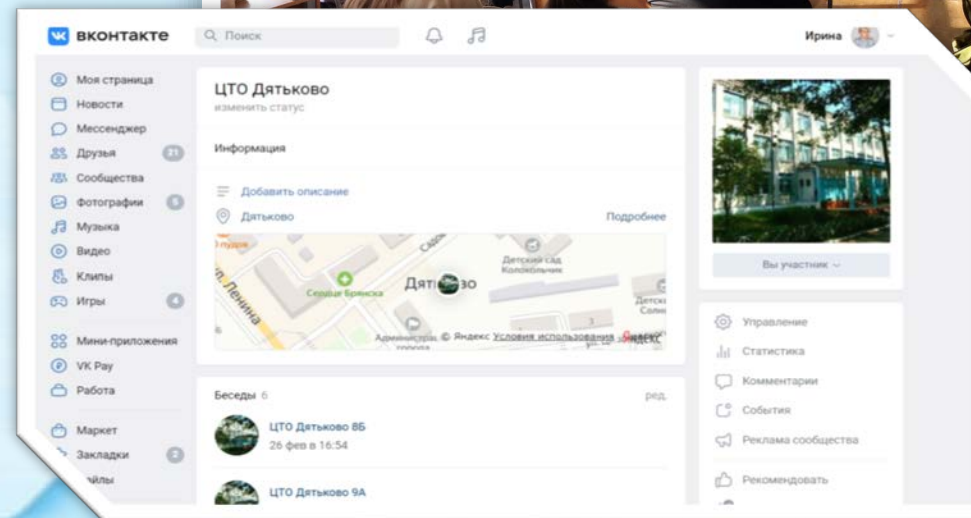 вконтакте
Поиск
Ирина
Моя страница
Новости
Мессенджер
Друзья 21
Сообщества
Фотографии 5
Музыка
Видео
Клипы
Игры 4
Мини-приложения
VK Pay
Работа
Маркет
Закладки 2
айлы
ЦТО Дятьково
изменить статус
Информация
Добавить описание
Дятьково
Подробнее
ул. Ленина
Сердце Брянска
Детский сад
Колокольчик
© Яндекс Условия использования
Беседы 6
ред.
ЦТО Дятьково 8Б
26 фев в 16:54
ЦТО Дятьково 9А
Вы участник
Управление
Статистика
Комментарии
События
Реклама сообщества
Рекомендовать